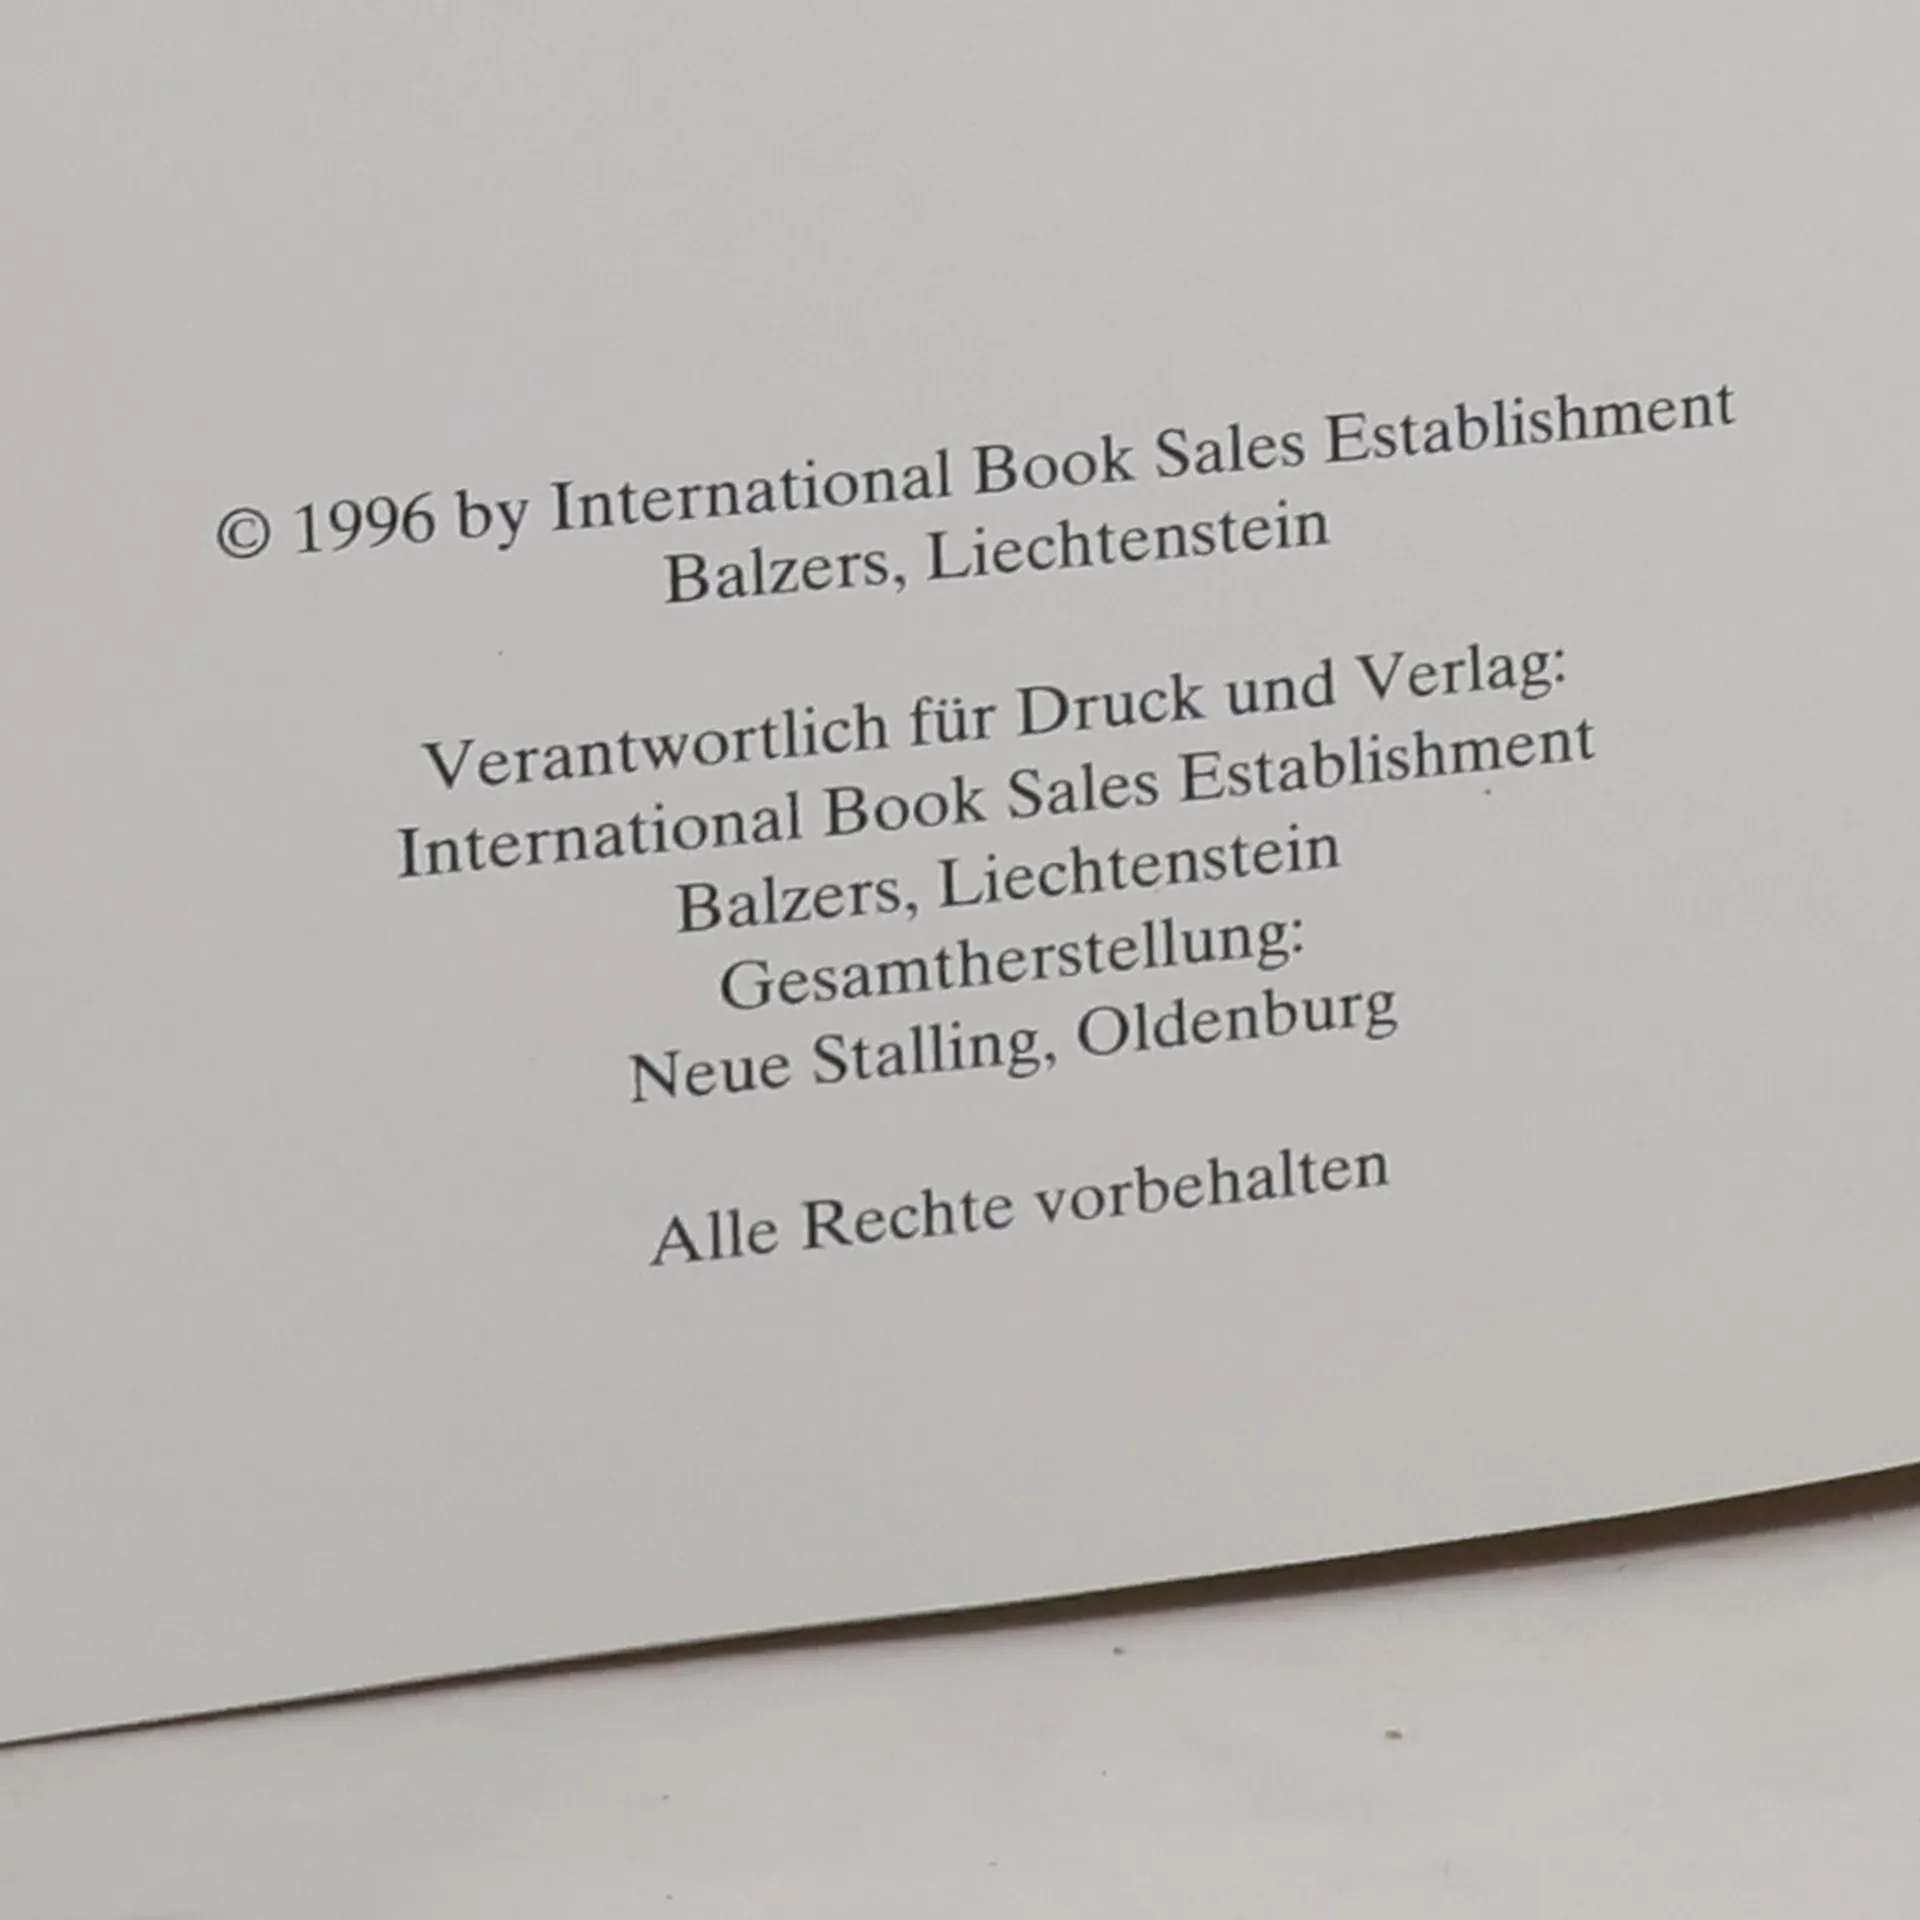 © 1996 by International Book Sales Establishment
Balzers, Liechtenstein
Verantwortlich für Druck und Verlag:
International Book Sales Establishment
Balzers, Liechtenstein
Gesamtherstellung:
Neue Stalling, Oldenburg
Alle Rechte vorbehalten